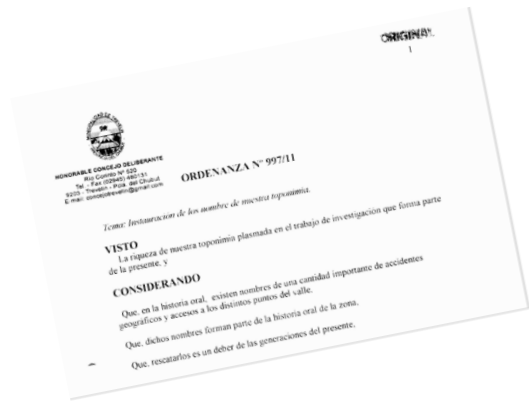 ORIGINAL
1
HONORABLE CONCEJO DELIBERANTE
Río Corinto Nº 520
Tel. - Fax (02945) 480131
9203 - Trevelin - Pcia. del Chubut
E-mail: concejotrevelin@gmail.com
ORDENANZA Nº 997/11
Tema: Instauración de los nombre de nuestra toponimia.
VISTO
La riqueza de nuestra toponimia plasmada en el trabajo de investigación que forma parte
de la presente, y
CONSIDERANDO
Que, en la historia oral, existen nombres de una cantidad importante de accidentes
geográficos y accesos a los distintos puntos del valle.
Que, dichos nombres forman parte de la historia oral de la zona,
Que, rescatarlos es un deber de las generaciones del presente,